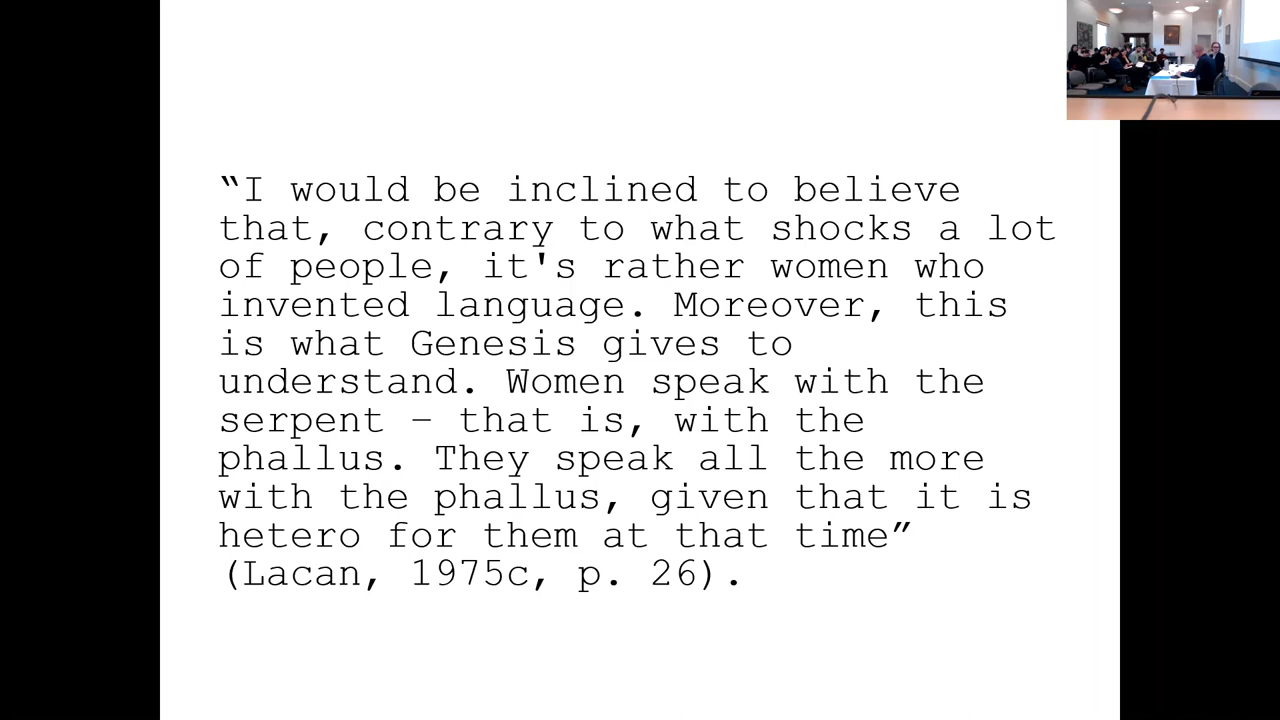 “I would be inclined to believe
that, contrary to what shocks a lot
of people, it's rather women who
invented language. Moreover, this
is what Genesis gives to
understand. Women speak with the
serpent – that is, with the
phallus. They speak all the more
with the phallus, given that it is
hetero for them at that time”
(Lacan, 1975c, p. 26).